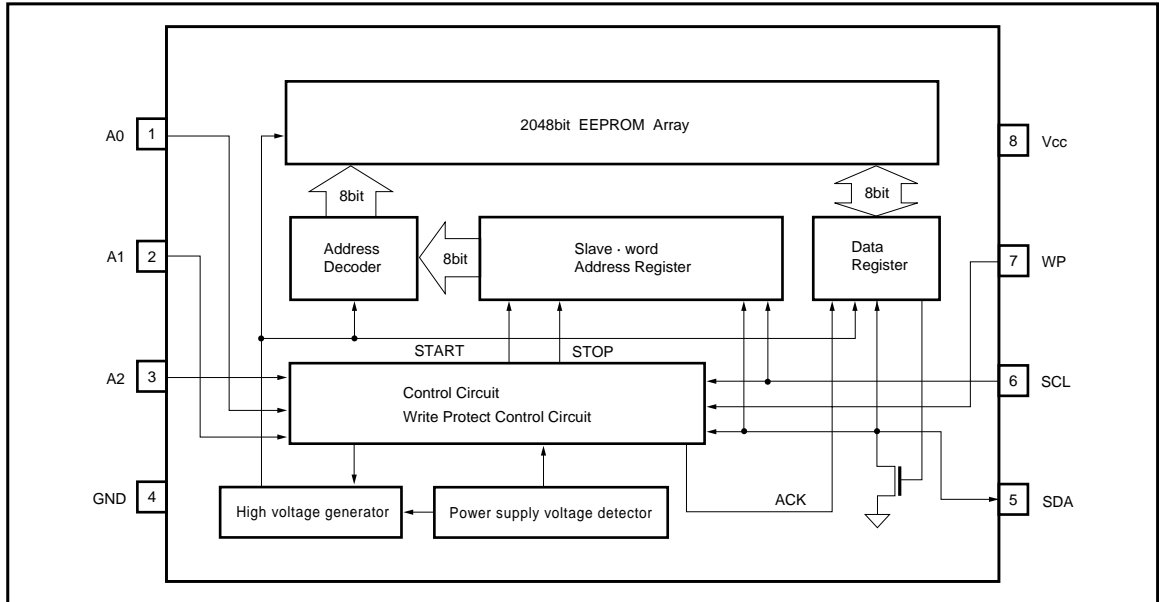 2048bit EEPROM Array
A0
1
8
Vcc
8bit
8bit
A1
2
Address
Decoder
8bit
Slave · word
Address Register
Data
Register
7
WP
START
STOP
A2
3
Control Circuit
Write Protect Control Circuit
6
SCL
GND
4
High voltage generator
Power supply voltage detector
ACK
5
SDA